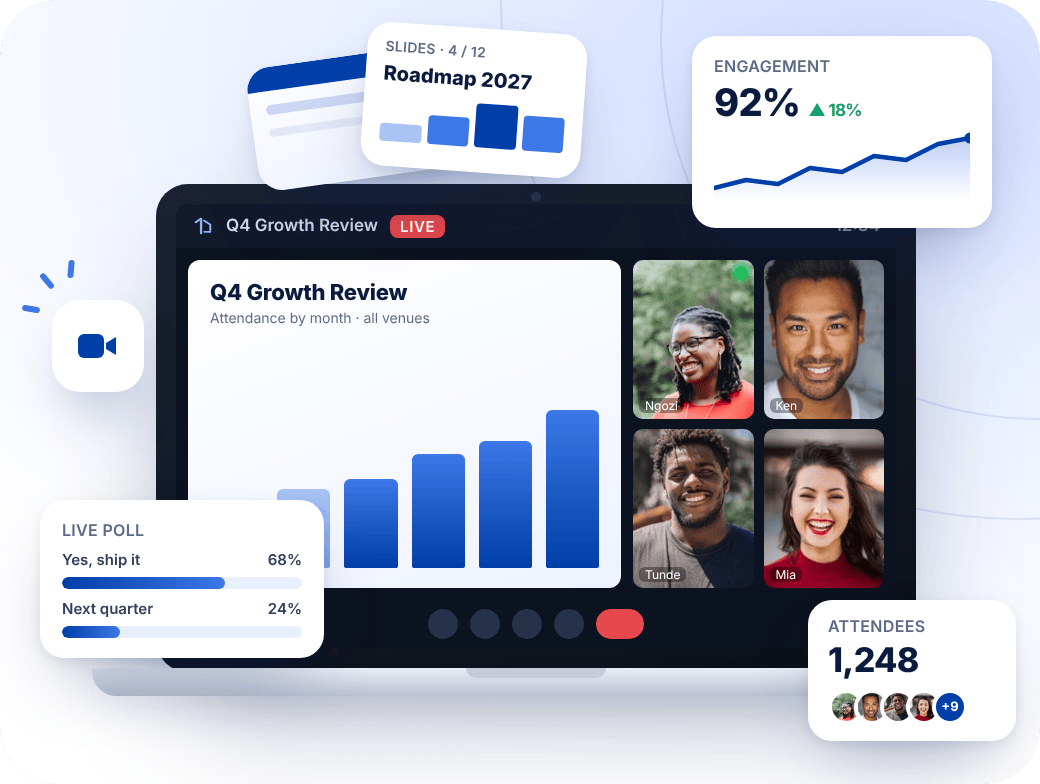 SLIDES · 4 / 12
Roadmap 2027
ENGAGEMENT
92% ▲ 18%
Q4 Growth Review LIVE
Q4 Growth Review
Attendance by month · all venues
Ngozi
Ken
Tunde
Mia
LIVE POLL
Yes, ship it 68%
Next quarter 24%
ATTENDEES
1,248
+9